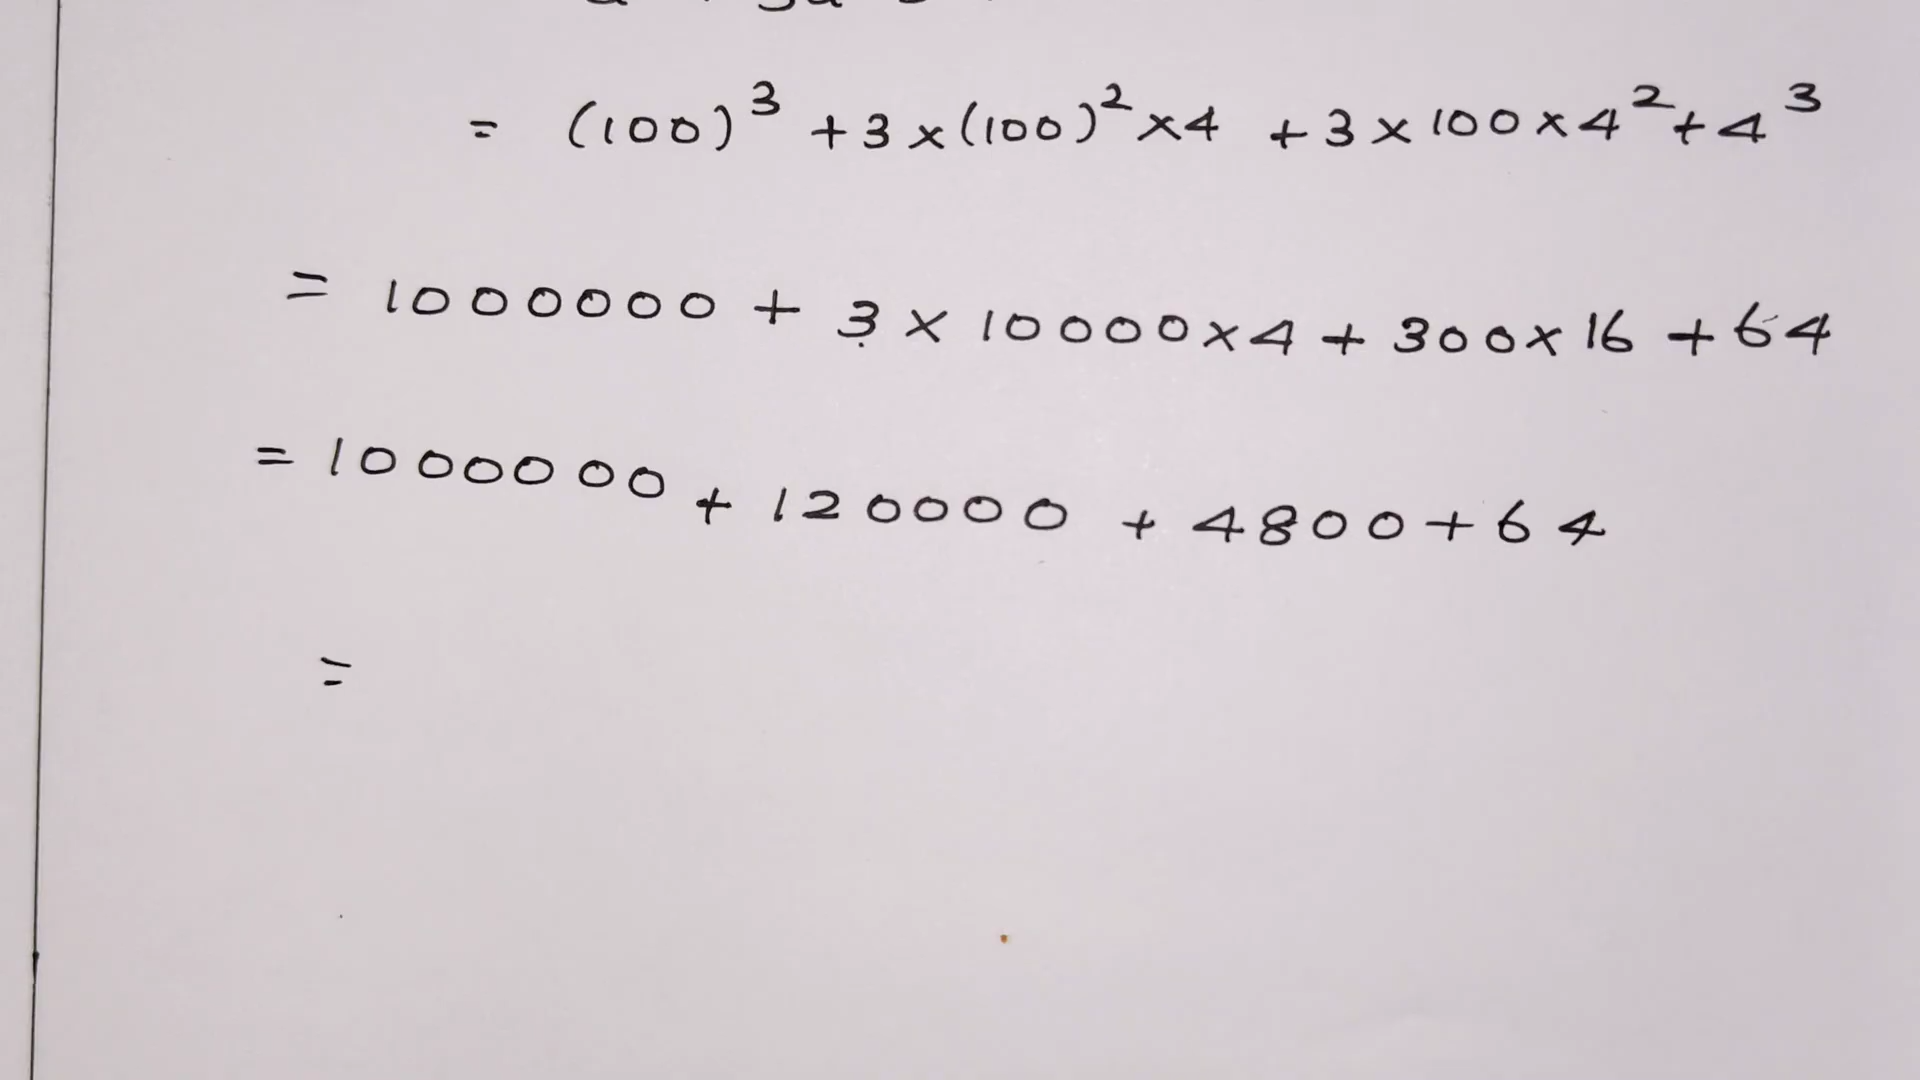 = (100)³ + 3 × (100)² × 4 + 3 × 100 × 4² + 4³
= 1000000 + 3 × 10000 × 4 + 300 × 16 + 64
= 1000000 + 120000 + 4800 + 64
=